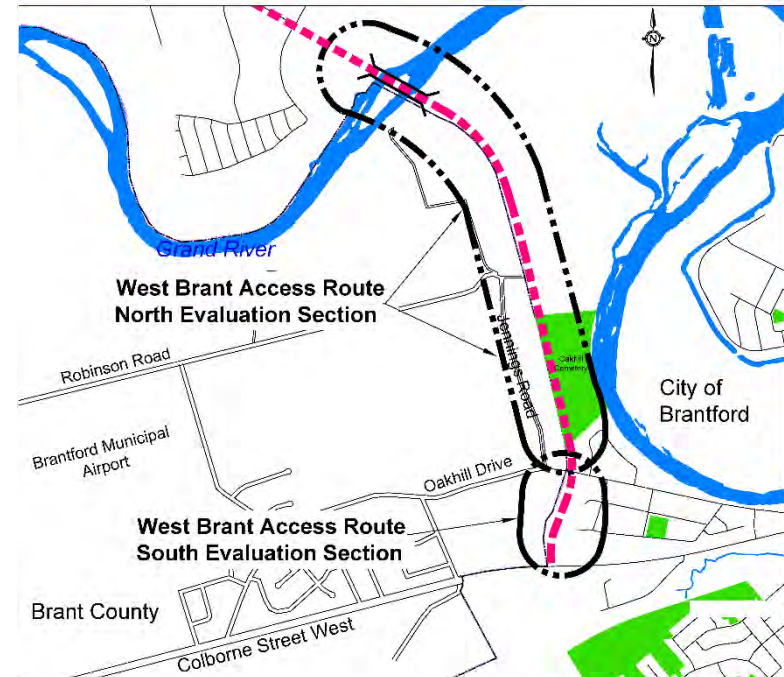 N
Grand River
West Brant Access Route
North Evaluation Section
Jennings Road
Oakhill
Cemetery
Robinson Road
City of
Brantford
Brantford Municipal
Airport
Oakhill Drive
West Brant Access Route
South Evaluation Section
Brant County
Colborne Street West